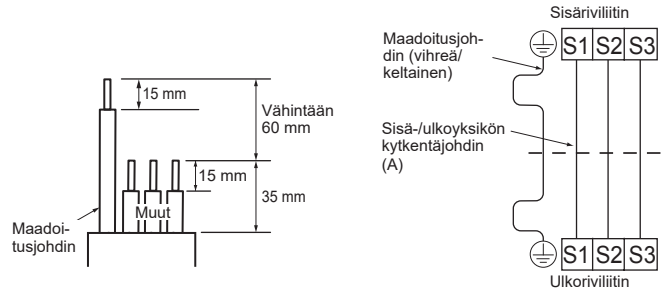 15 mm
Vähintään
60 mm
15 mm
35 mm
Muut
Maadoi-
tusjohdin
Sisäriviliitin
Maadoitusjoh-
din (vihreä/
keltainen)
S1 S2 S3
Sisä-/ulkoyksikön
kytkentäjohdin
(A)
S1 S2 S3
Ulkoriviliitin